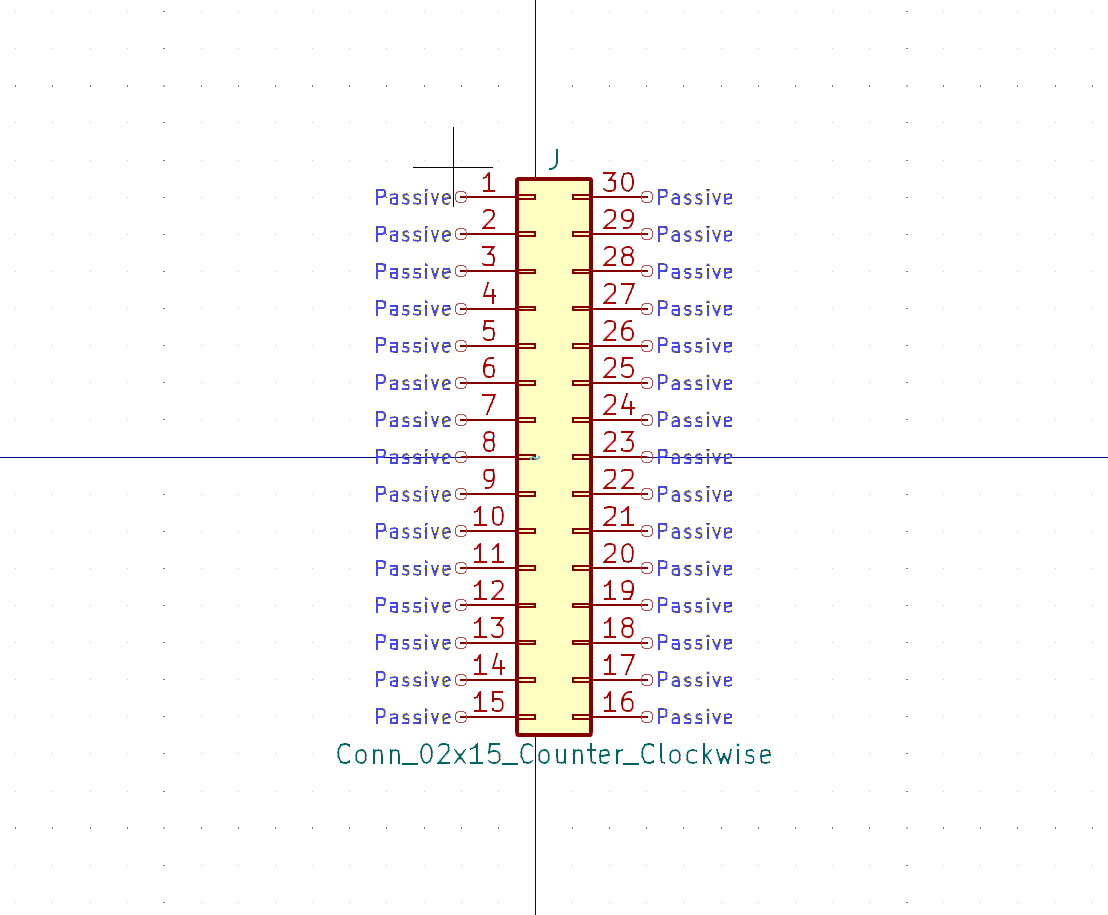 J
Passive 1 30 Passive
Passive 2 29 Passive
Passive 3 28 Passive
Passive 4 27 Passive
Passive 5 26 Passive
Passive 6 25 Passive
Passive 7 24 Passive
Passive 8 23 Passive
Passive 9 22 Passive
Passive 10 21 Passive
Passive 11 20 Passive
Passive 12 19 Passive
Passive 13 18 Passive
Passive 14 17 Passive
Passive 15 16 Passive
Conn_02x15_Counter_Clockwise